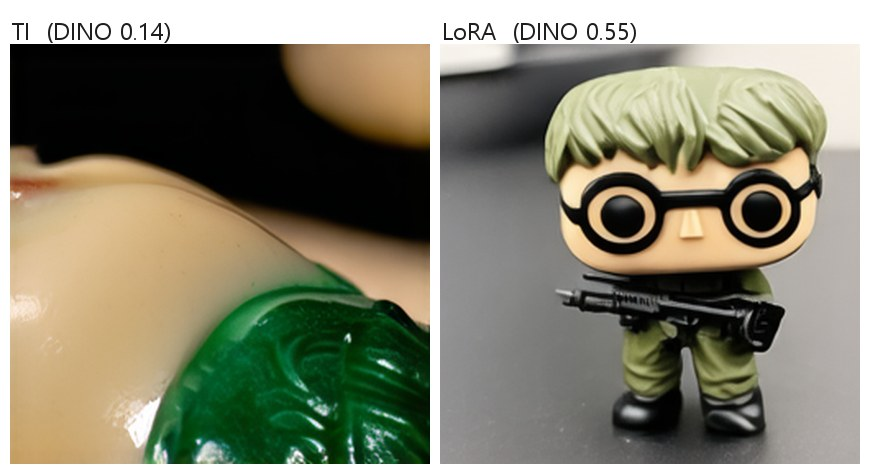 TI (DINO 0.14)
LoRA (DINO 0.55)